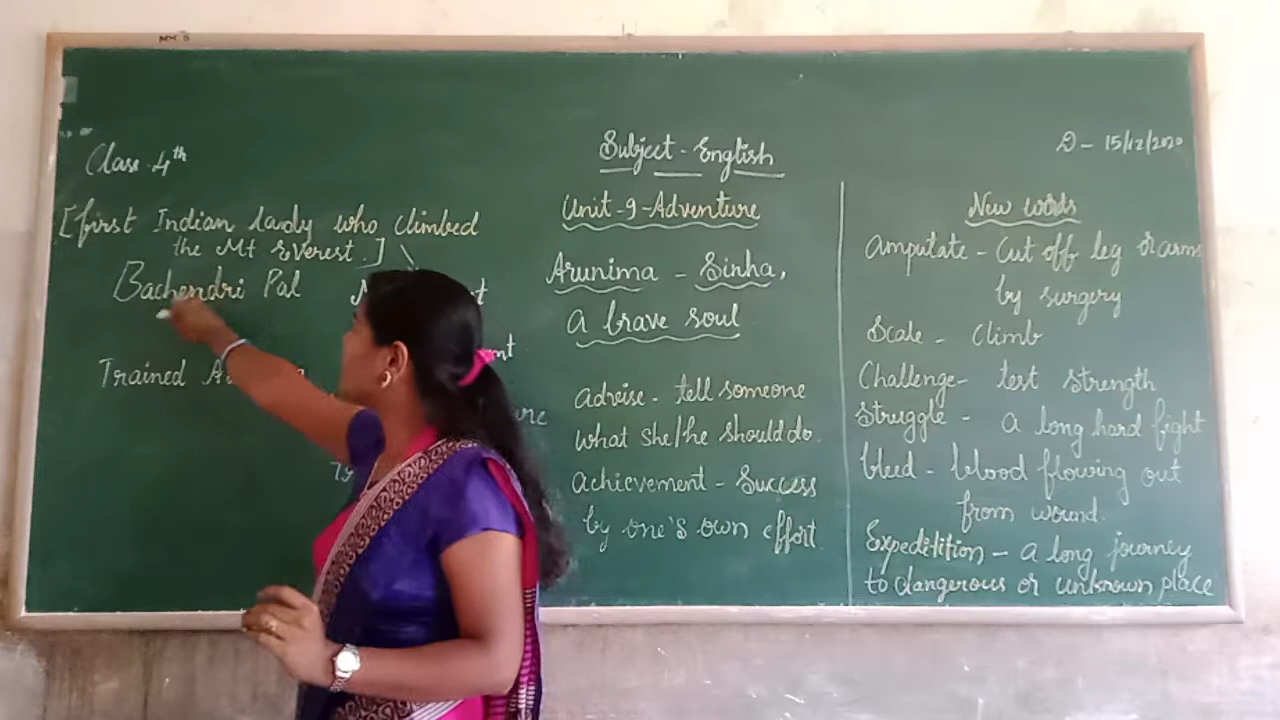 Class. 4th
Subject - English
D - 15/12/2020
[first Indian lady who climbed
the Mt Everest.]
Bachendri Pal
Trained
Unit-9-Adventure
Arunima - Sinha,
a brave soul
advise - tell someone
what she/he should do.
achievement - Success
by one's own effort
New words
Amputate - Cut off leg or arms
by surgery
Scale - Climb
Challenge - test strength
Struggle - a long hard fight
bleed - blood flowing out
from wound.
Expedition - a long journey
to dangerous or unknown place